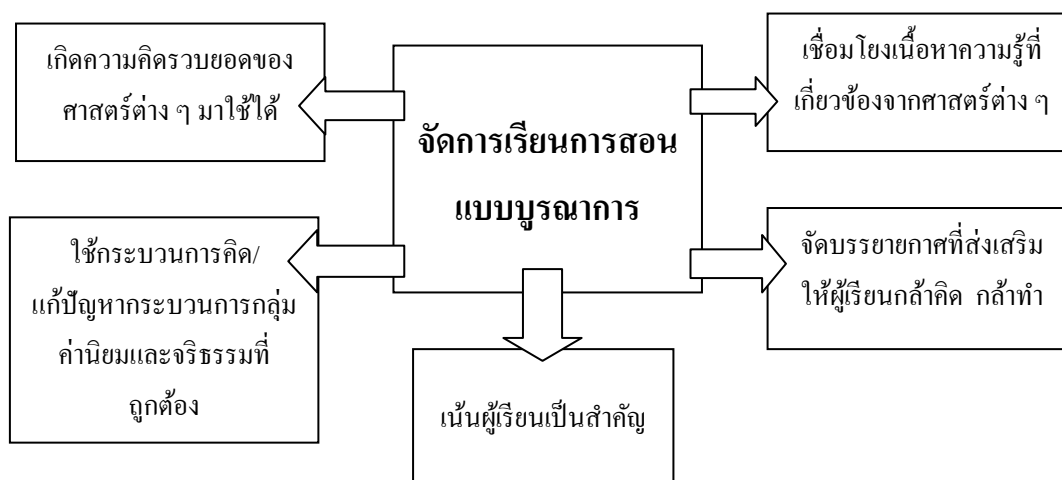 เกิดความคิดรวบยอดของ
ศาสตร์ต่าง ๆ มาใช้ได้
จัดการเรียนการสอน
แบบบูรณาการ
เชื่อมโยงเนื้อหาความรู้ที่
เกี่ยวข้องจากศาสตร์ต่าง ๆ
ใช้กระบวนการคิด/
แก้ปัญหากระบวนการกลุ่ม
ค่านิยมและจริธรรมที่
ถูกต้อง
จัดบรรยายกาศที่ส่งเสริม
ให้ผู้เรียนกล้าคิด กล้าทำ
เน้นผู้เรียนเป็นสำคัญ